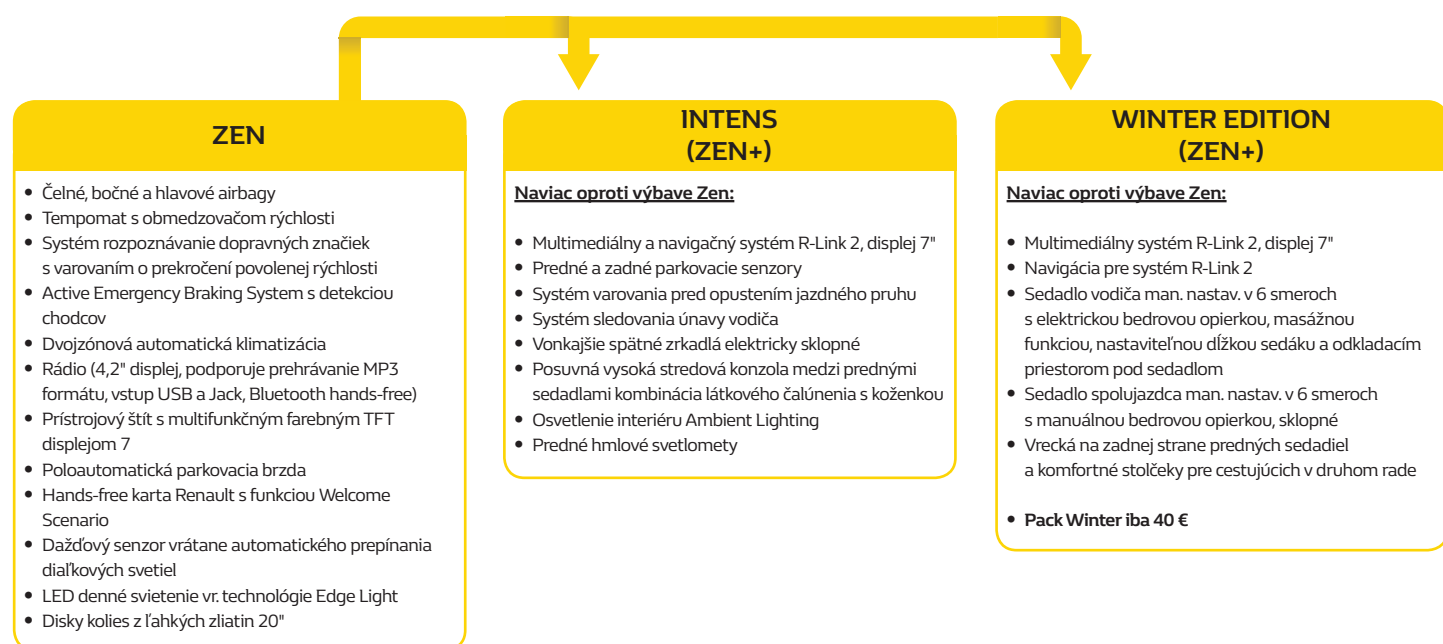 ZEN
• Čelné, bočné a hlavové airbagy
• Tempomat s obmedzovačom rýchlosti
• Systém rozpoznávanie dopravných značiek
s varovaním o prekročení povolenej rýchlosti
• Active Emergency Braking System s detekciou
chodcov
• Dvojzónová automatická klimatizácia
• Rádio (4,2" displej, podporuje prehrávanie MP3
formátu, vstup USB a Jack, Bluetooth hands-free)
• Prístrojový štít s multifunkčným farebným TFT
displejom 7
• Poloautomatická parkovacia brzda
• Hands-free karta Renault s funkciou Welcome
Scenario
• Dažďový senzor vrátane automatického prepínania
diaľkových svetiel
• LED denné svietenie vr. technológie Edge Light
• Disky kolies z ľahkých zliatin 20"
INTENS
(ZEN+)
Naviac oproti výbave Zen:
• Multimediálny a navigačný systém R-Link 2, displej 7"
• Predné a zadné parkovacie senzory
• Systém varovania pred opustením jazdného pruhu
• Systém sledovania únavy vodiča
• Vonkajšie spätné zrkadlá elektricky sklopné
• Posuvná vysoká stredová konzola medzi prednými
sedadlami kombinácia látkového čalúnenia s koženkou
• Osvetlenie interiéru Ambient Lighting
• Predné hmlové svetlomety
WINTER EDITION
(ZEN+)
Naviac oproti výbave Zen:
• Multimediálny systém R-Link 2, displej 7"
• Navigácia pre systém R-Link 2
• Sedadlo vodiča man. nastav. v 6 smeroch
s elektrickou bedrovou opierkou, masážnou
funkciou, nastaviteľnou dĺžkou sedáku a odkladacím
priestorom pod sedadlom
• Sedadlo spolujazdca man. nastav. v 6 smeroch
s manuálnou bedrovou opierkou, sklopné
• Vrecká na zadnej strane predných sedadiel
a komfortné stolčeky pre cestujúcich v druhom rade
• Pack Winter iba 40 €